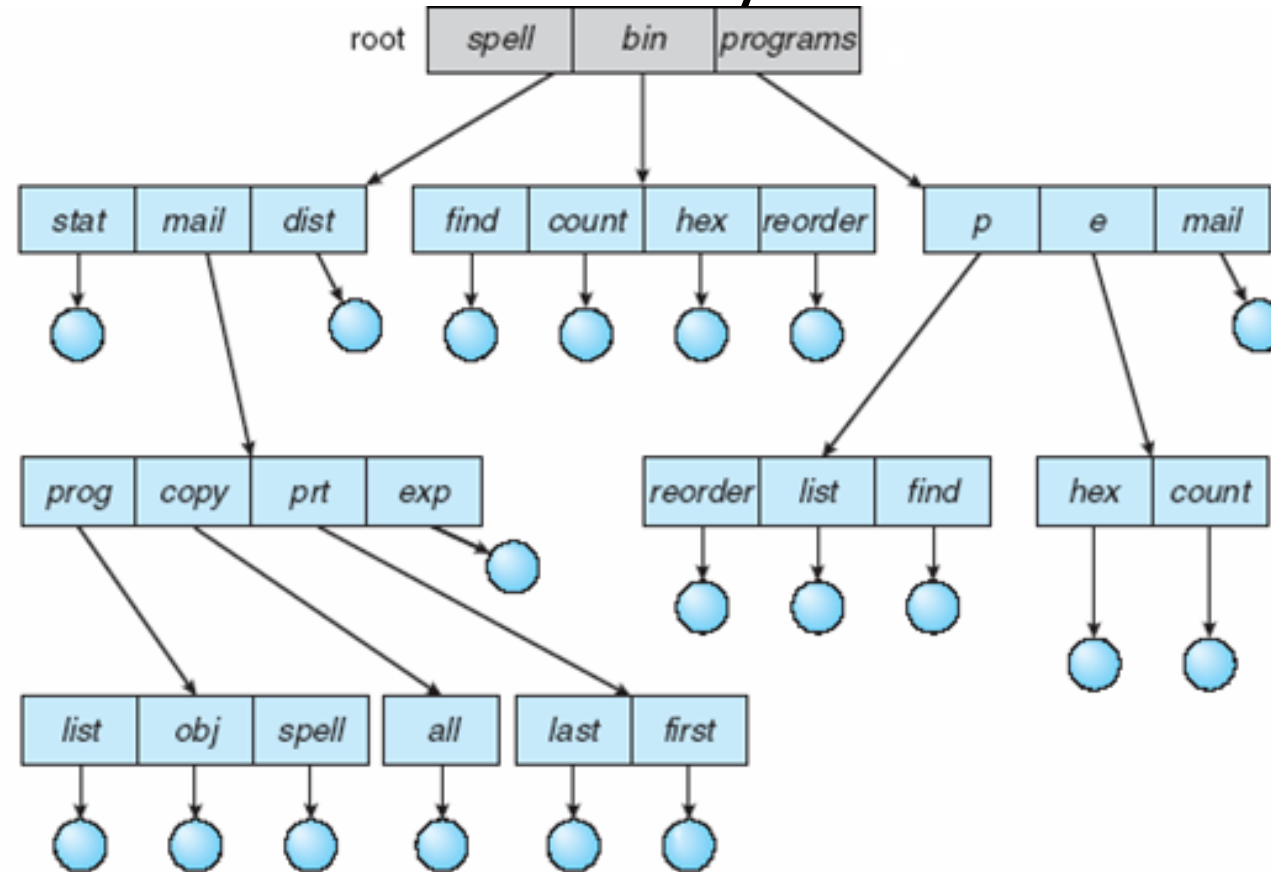 root spell bin programs
stat mail dist find count hex reorder p e mail
prog copy prt exp reorder list find hex count
list obj spell all last first